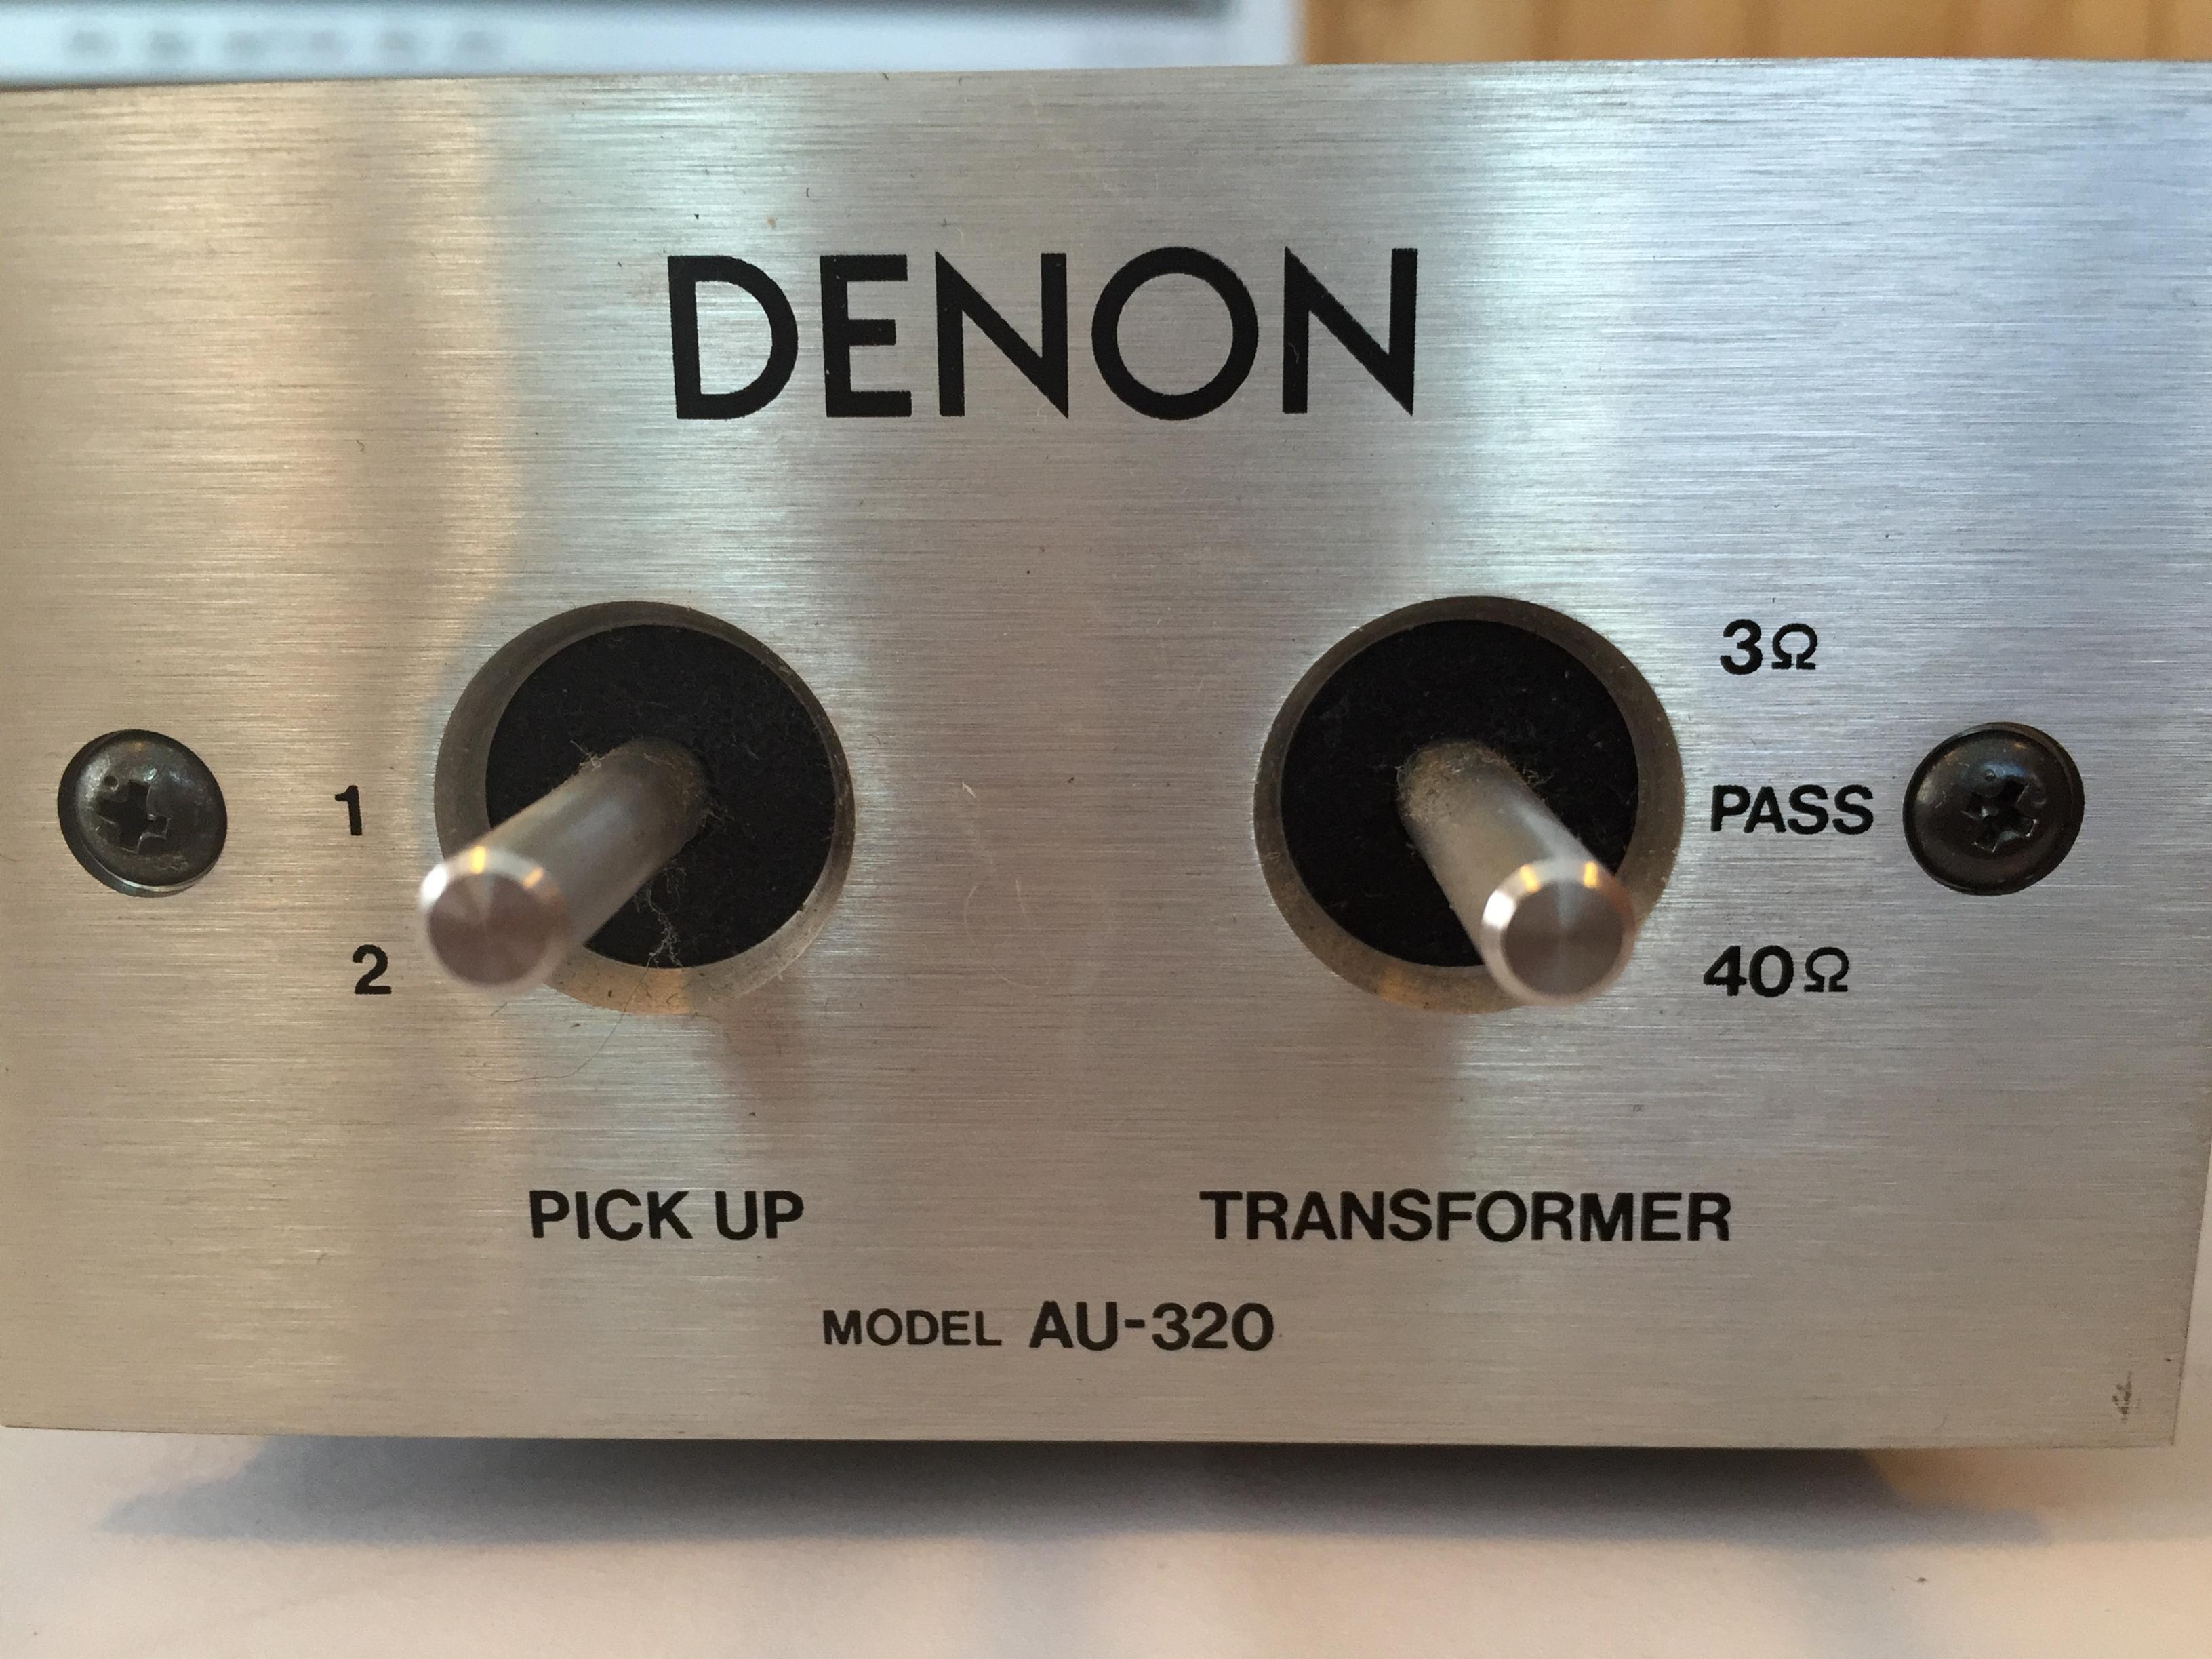 DENON
3Ω
1
PASS
2
40Ω
PICK UP
TRANSFORMER
MODEL AU-320